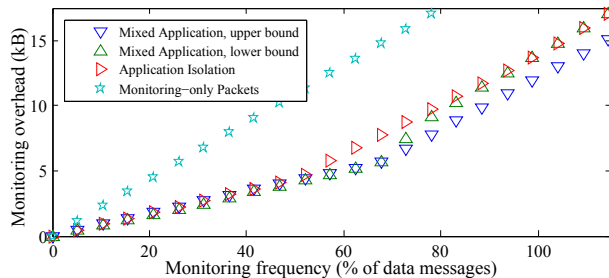 Monitoring overhead (kB)
15
10
5
0
Mixed Application, upper bound
Mixed Application, lower bound
Application Isolation
Monitoring−only Packets
0
20
40
60
80
100
Monitoring frequency (% of data messages)